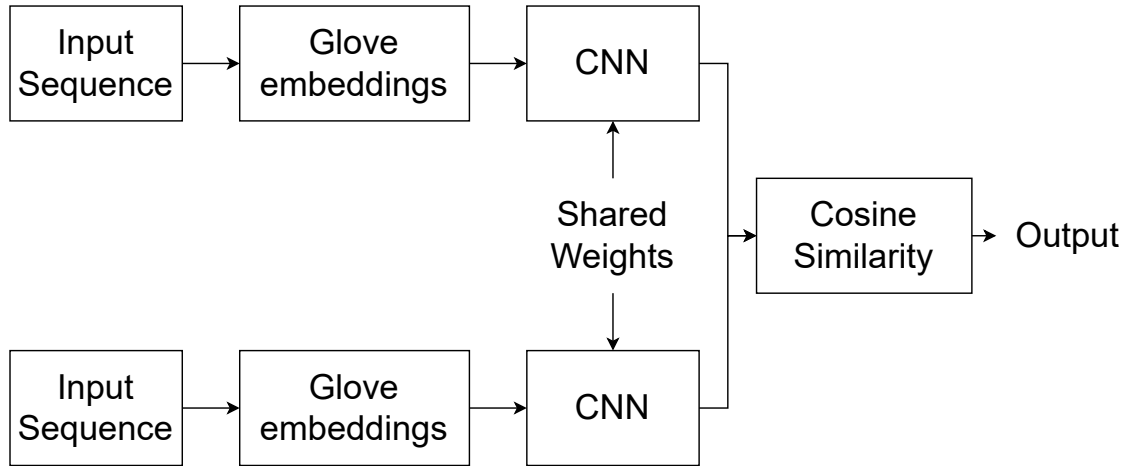 Input
Sequence
Glove
embeddings
CNN
Shared
Weights
Cosine
Similarity
Output
Input
Sequence
Glove
embeddings
CNN